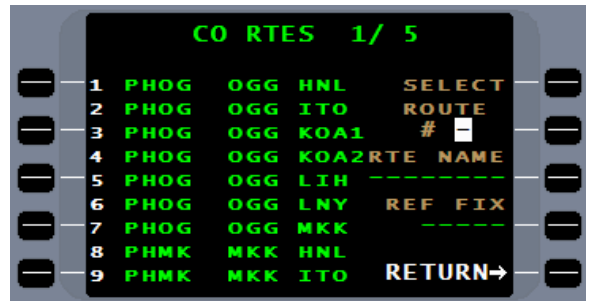 CO RTES 1/ 5
1 PHOG OGG HNL SELECT
2 PHOG OGG ITO ROUTE
3 PHOG OGG KOA1 # -
4 PHOG OGG KOA2 RTE NAME
5 PHOG OGG LIH --------
6 PHOG OGG LNY REF FIX
7 PHOG OGG MKK -----
8 PHMK MKK HNL
9 PHMK MKK ITO RETURN→